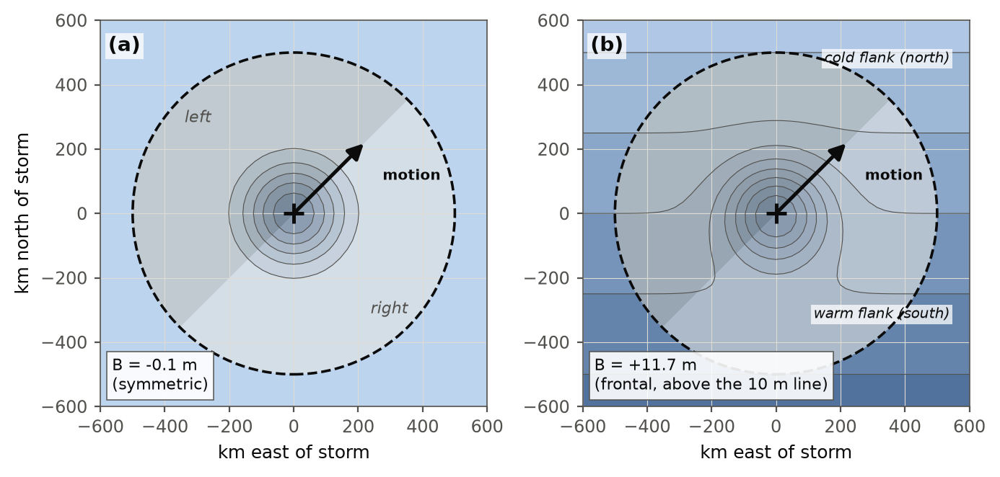 (a)
600
400
200
0
−200
−400
−600
km north of storm
left
motion
right
B = -0.1 m
(symmetric)
−600 −400 −200 0 200 400 600
km east of storm
(b)
600
400
200
0
−200
−400
−600
cold flank (north)
motion
warm flank (south)
B = +11.7 m
(frontal, above the 10 m line)
−600 −400 −200 0 200 400 600
km east of storm